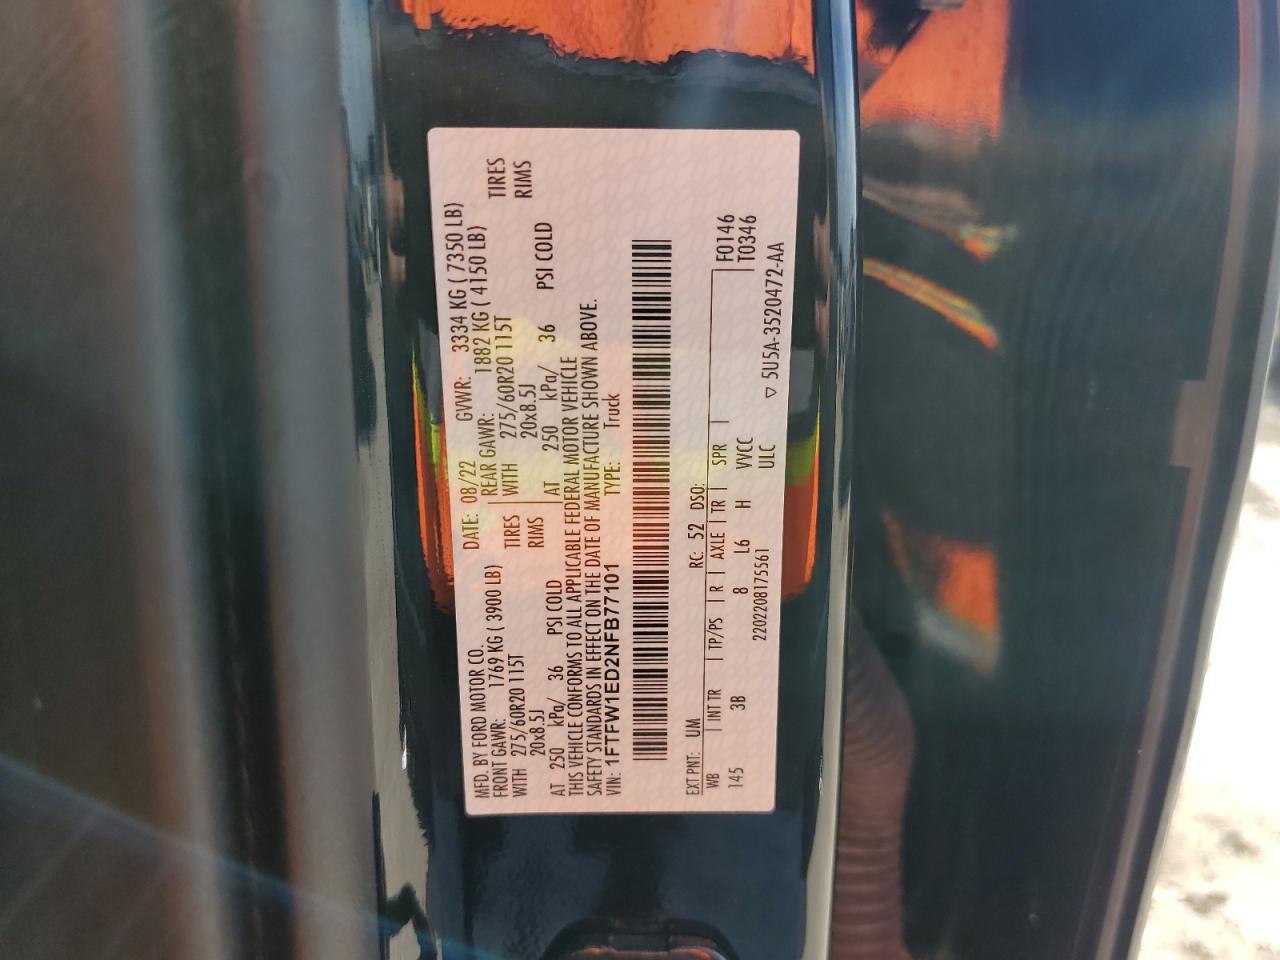 MFD. BY FORD MOTOR CO.
DATE: 08/22 GVWR: 3334 KG ( 7350 LB)
FRONT GAWR: 1769 KG ( 3900 LB) REAR GAWR: 1882 KG ( 4150 LB)
WITH 275/60R20 115T TIRES WITH 275/60R20 115T TIRES
20x8.5J RIMS 20x8.5J RIMS
AT 250 kPa/ 36 PSI COLD AT 250 kPa/ 36 PSI COLD
THIS VEHICLE CONFORMS TO ALL APPLICABLE FEDERAL MOTOR VEHICLE
SAFETY STANDARDS IN EFFECT ON THE DATE OF MANUFACTURE SHOWN ABOVE.
VIN: 1FTFW1ED2NFB77101 TYPE: Truck
EXT PNT: UM RC: 52 DSO: F0146
WB INT TR TP/PS R AXLE TR SPR T0346
145 3B 8 L6 H VVCC
2202208175561 ULC ▽ 5U5A-3520472-AA